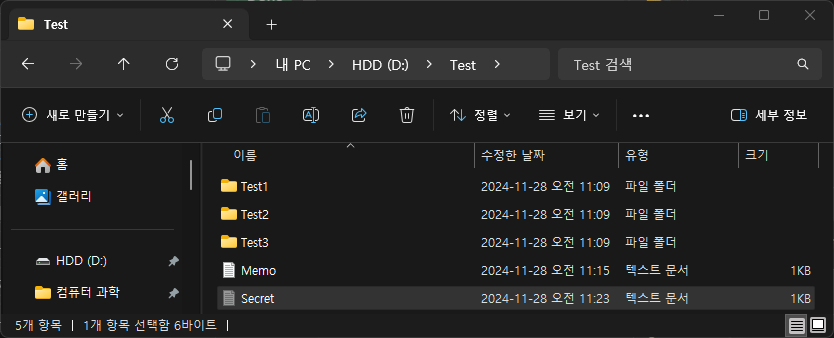 Test
내 PC HDD (D:) Test Test 검색
새로 만들기 정렬 보기 세부 정보
이름 수정한 날짜 유형 크기
홈
갤러리
HDD (D:)
컴퓨터 과학
Test1 2024-11-28 오전 11:09 파일 폴더
Test2 2024-11-28 오전 11:09 파일 폴더
Test3 2024-11-28 오전 11:09 파일 폴더
Memo 2024-11-28 오전 11:15 텍스트 문서 1KB
Secret 2024-11-28 오전 11:23 텍스트 문서 1KB
5개 항목 1개 항목 선택함 6바이트